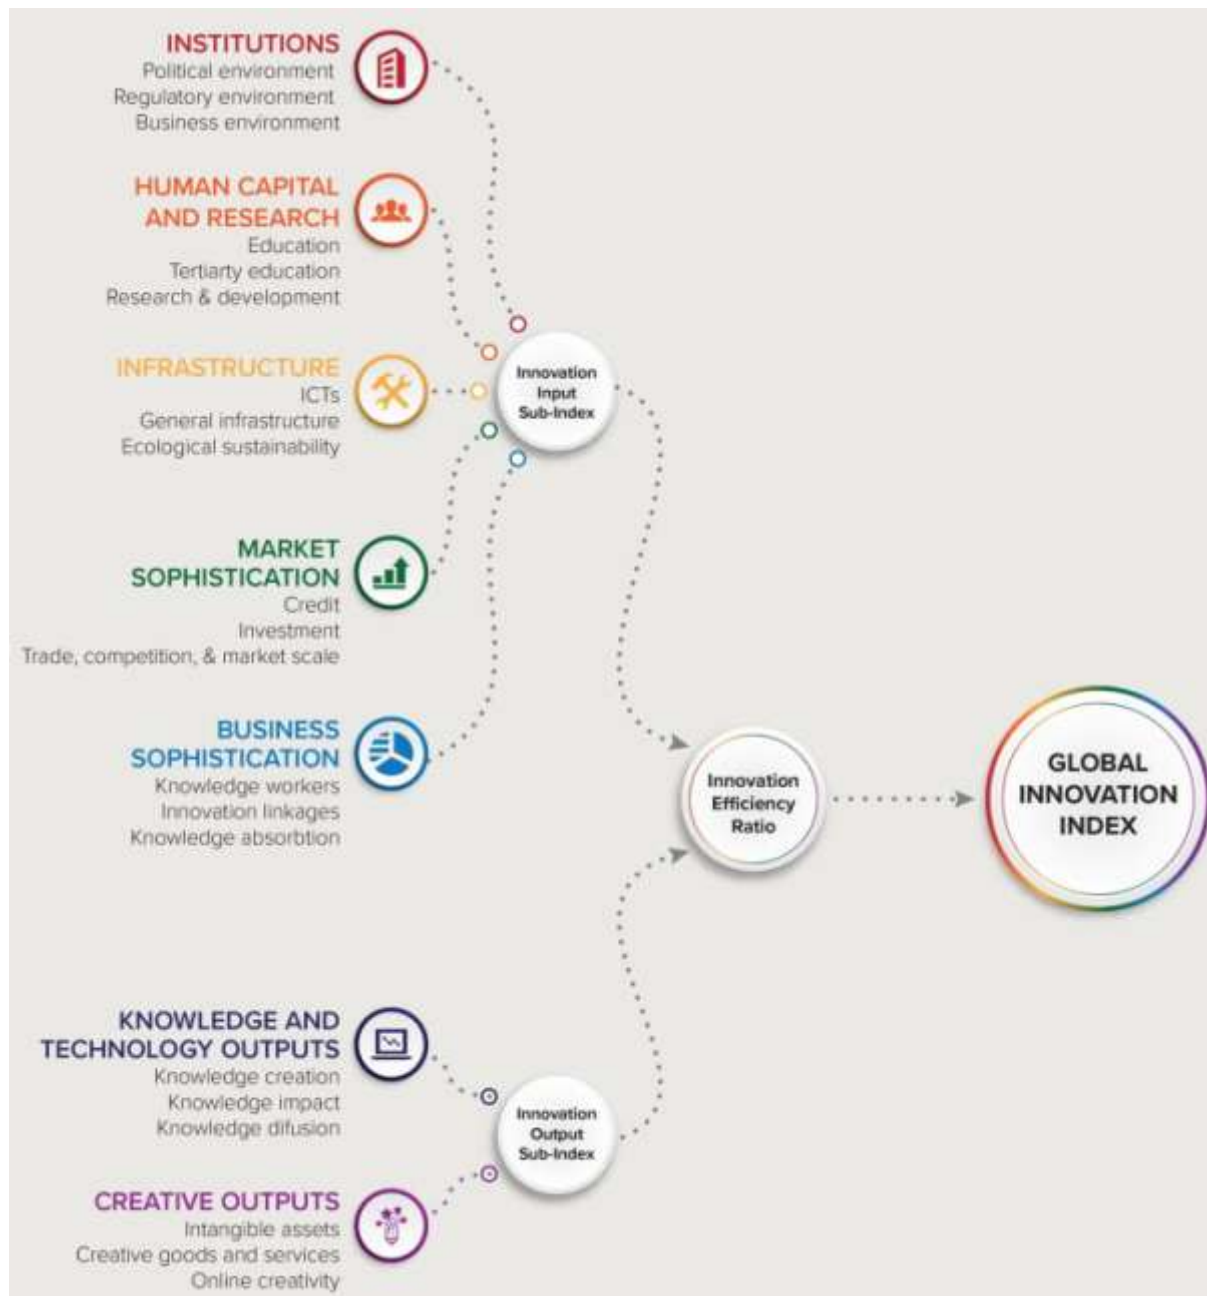 INSTITUTIONS
Political environment
Regulatory environment
Business environment
HUMAN CAPITAL
AND RESEARCH
Education
Tertiarty education
Research & development
INFRASTRUCTURE
ICTs
General infrastructure
Ecological sustainability
MARKET
SOPHISTICATION
Credit
Investment
Trade, competition, & market scale
BUSINESS
SOPHISTICATION
Knowledge workers
Innovation linkages
Knowledge absorbtion
KNOWLEDGE AND
TECHNOLOGY OUTPUTS
Knowledge creation
Knowledge impact
Knowledge difusion
CREATIVE OUTPUTS
Intangible assets
Creative goods and services
Online creativity
Innovation
Input
Sub-Index
Innovation
Output
Sub-Index
Innovation
Efficiency
Ratio
GLOBAL
INNOVATION
INDEX